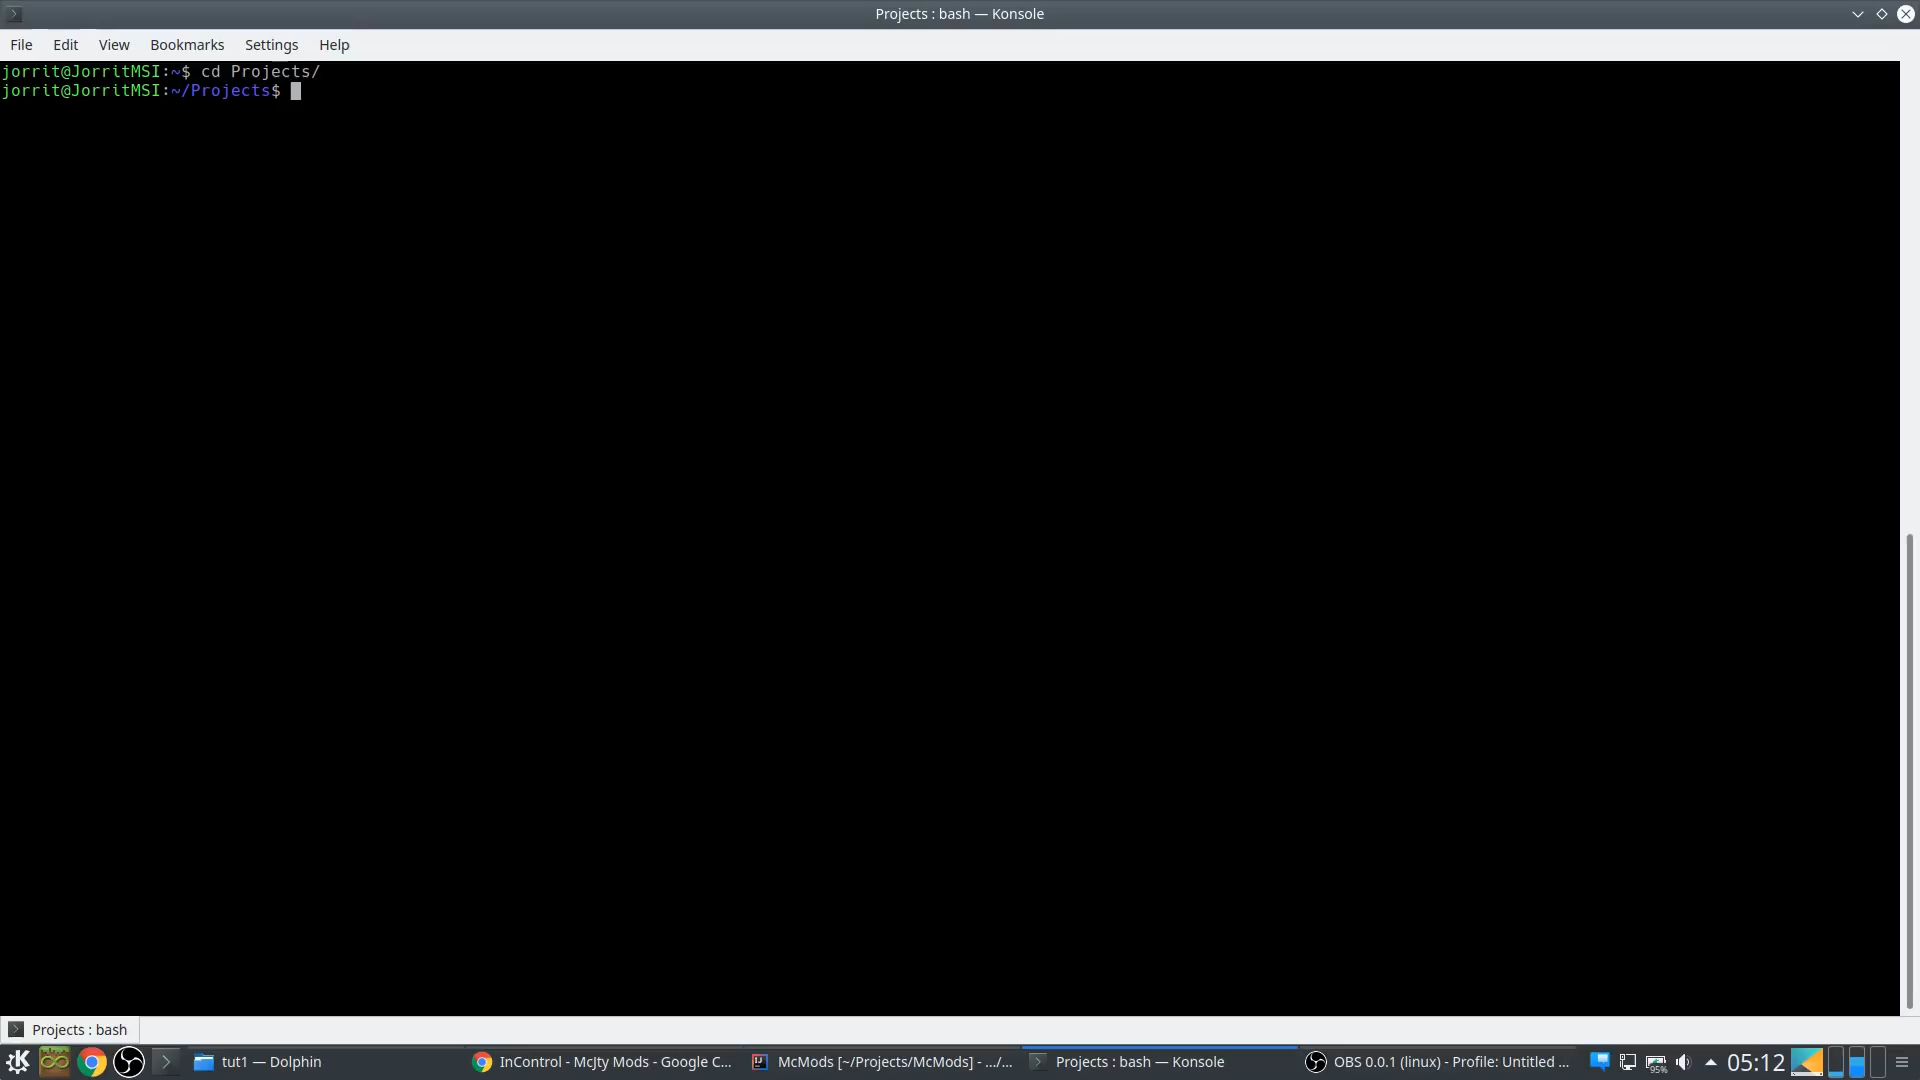 Projects : bash — Konsole
File Edit View Bookmarks Settings Help
jorrit@JorritMSI:~$ cd Projects/
jorrit@JorritMSI:~/Projects$
Projects : bash
tut1 — Dolphin
InControl - McJty Mods - Google C...
McMods [~/Projects/McMods] - .../...
Projects : bash — Konsole
OBS 0.0.1 (linux) - Profile: Untitled ...
95%
05:12